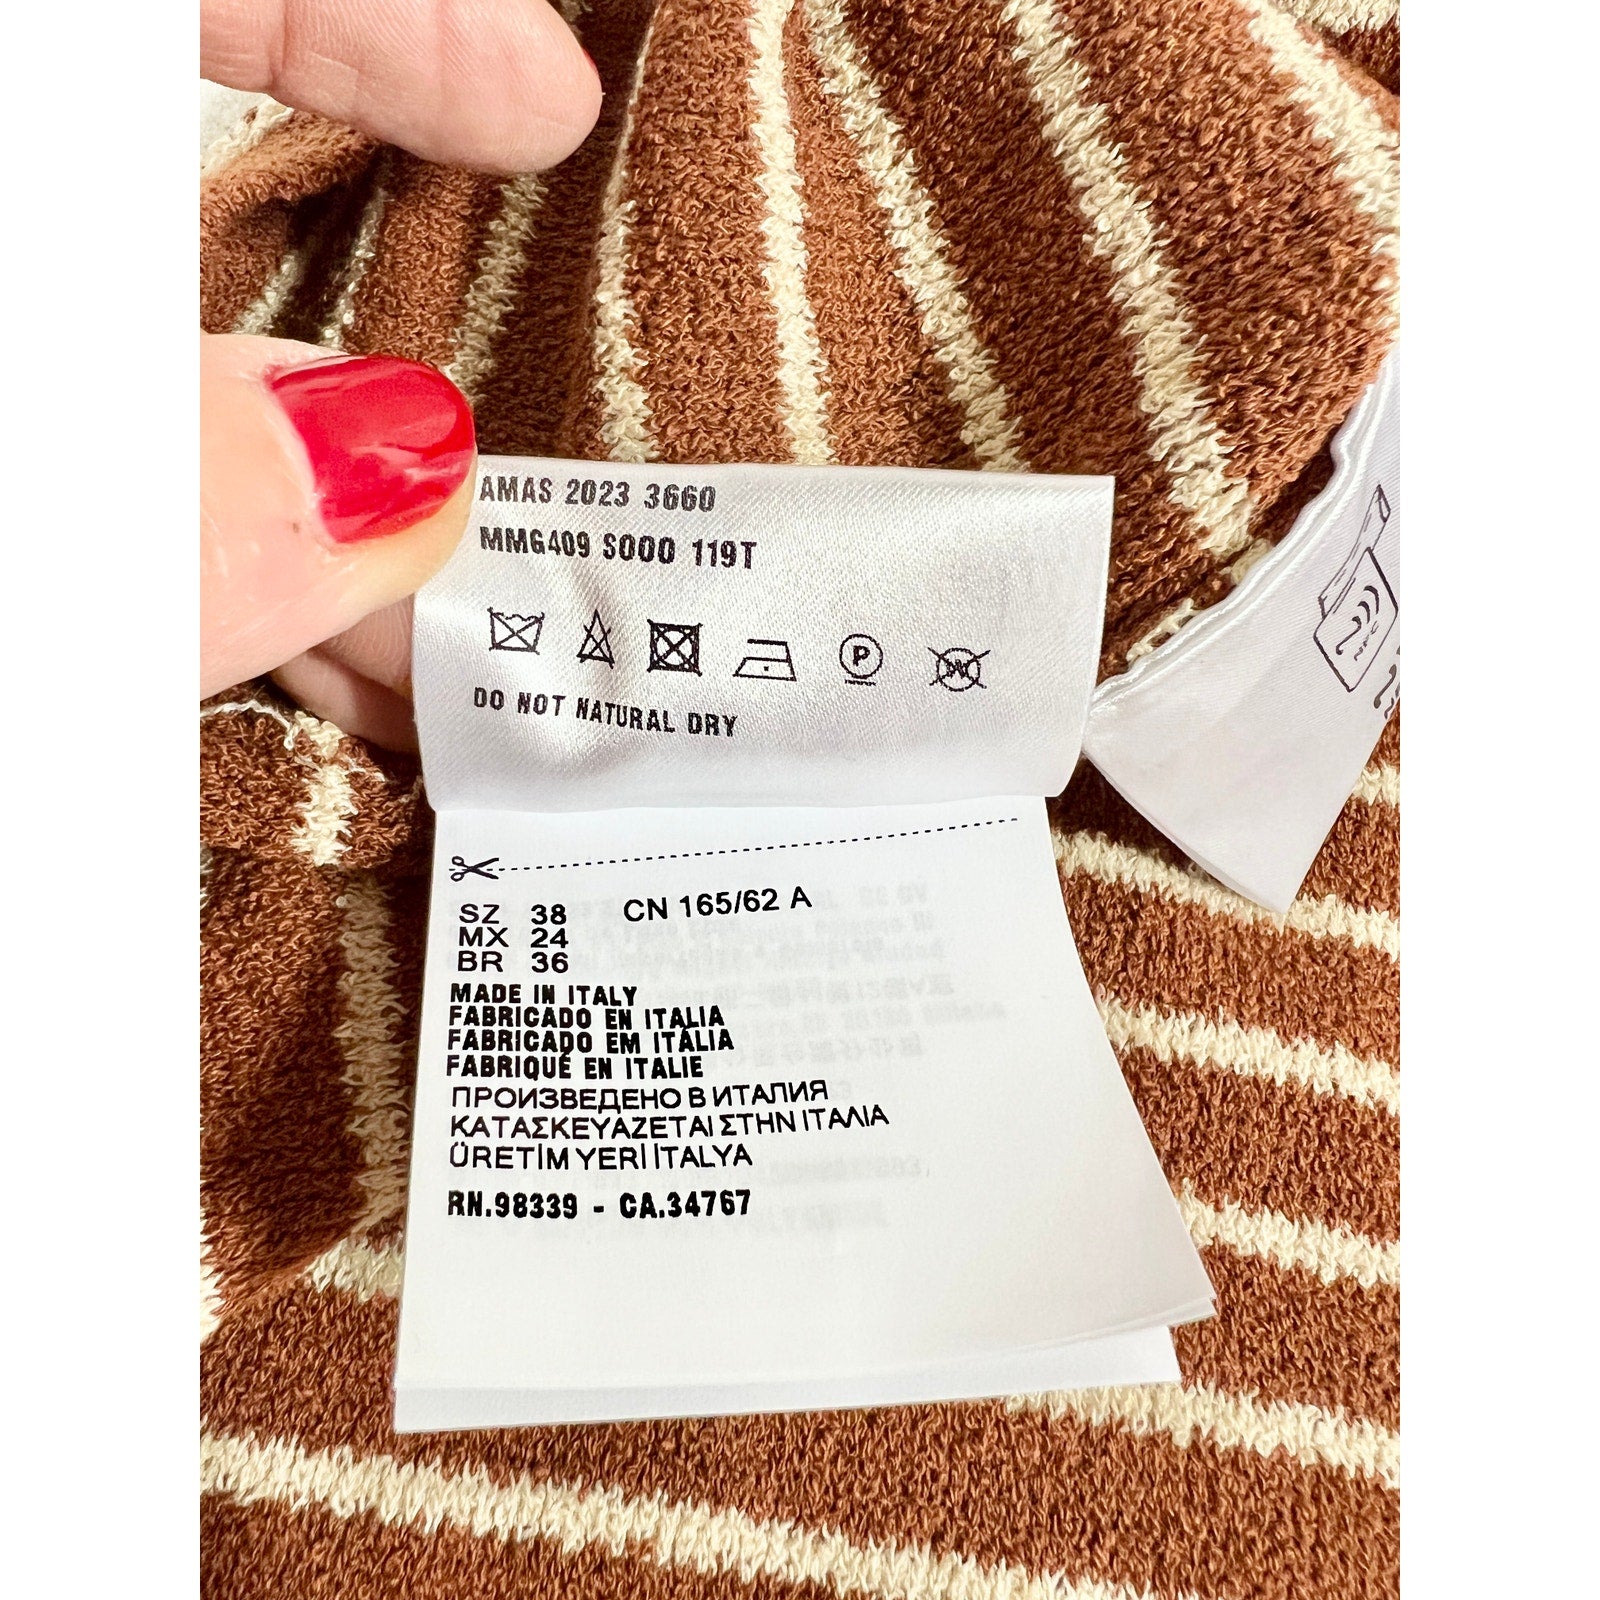 AMAS 2023 3660
MM6409 S000 119T
P
W
DO NOT NATURAL DRY
SZ 38 CN 165/62 A
MX 24
BR 36
MADE IN ITALY
FABRICADO EN ITALIA
FABRICADO EM ITÁLIA
FABRIQUÉ EN ITALIE
ПРОИЗВЕДЕНО В ИТАЛИЯ
ΚΑΤΑΣΚΕΥΑΖΕΤΑΙ ΣΤΗΝ ΙΤΑΛΙΑ
ÜRETİM YERİ İTALYA
RN.98339 - CA.34767